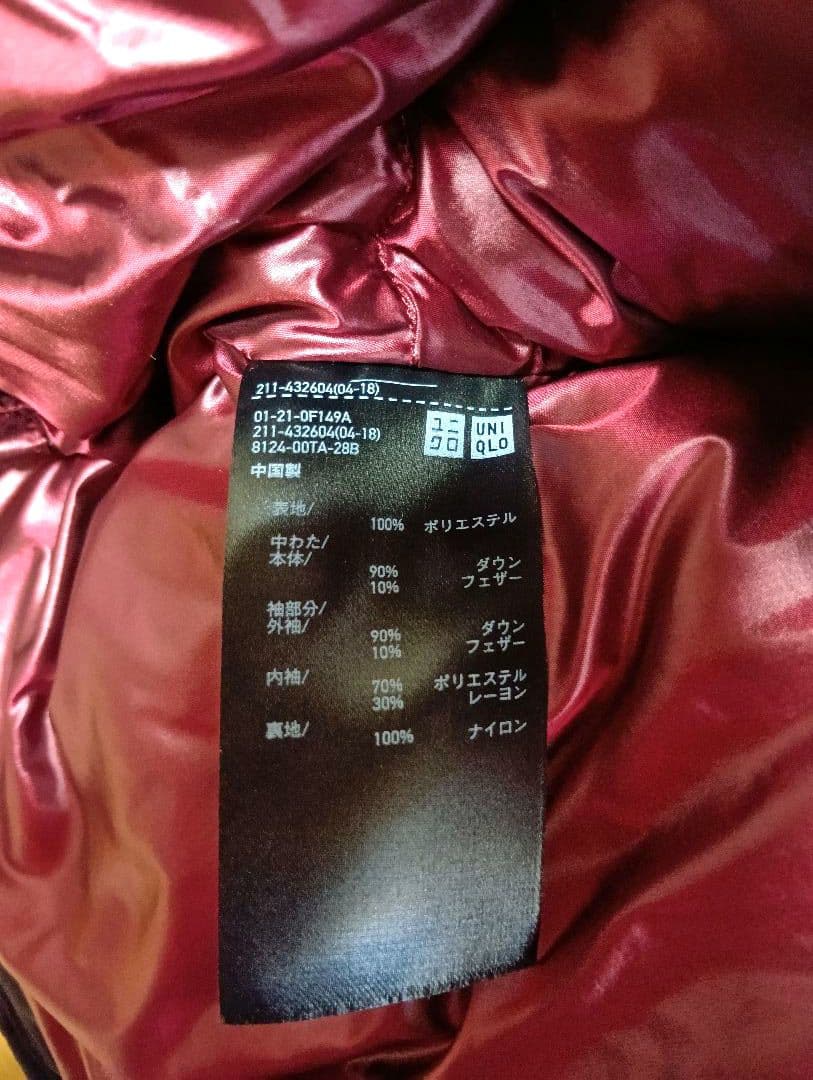 211-432604(04-18)
01-21-0F149A
211-432604(04-18)
8124-00TA-28B
ユニクロ UNIQLO
中国製
表地/
100% ポリエステル
中わた/
本体/
90% ダウン
10% フェザー
袖部分/
外袖/
90% ダウン
10% フェザー
内袖/
70% ポリエステル
30% レーヨン
裏地/
100% ナイロン